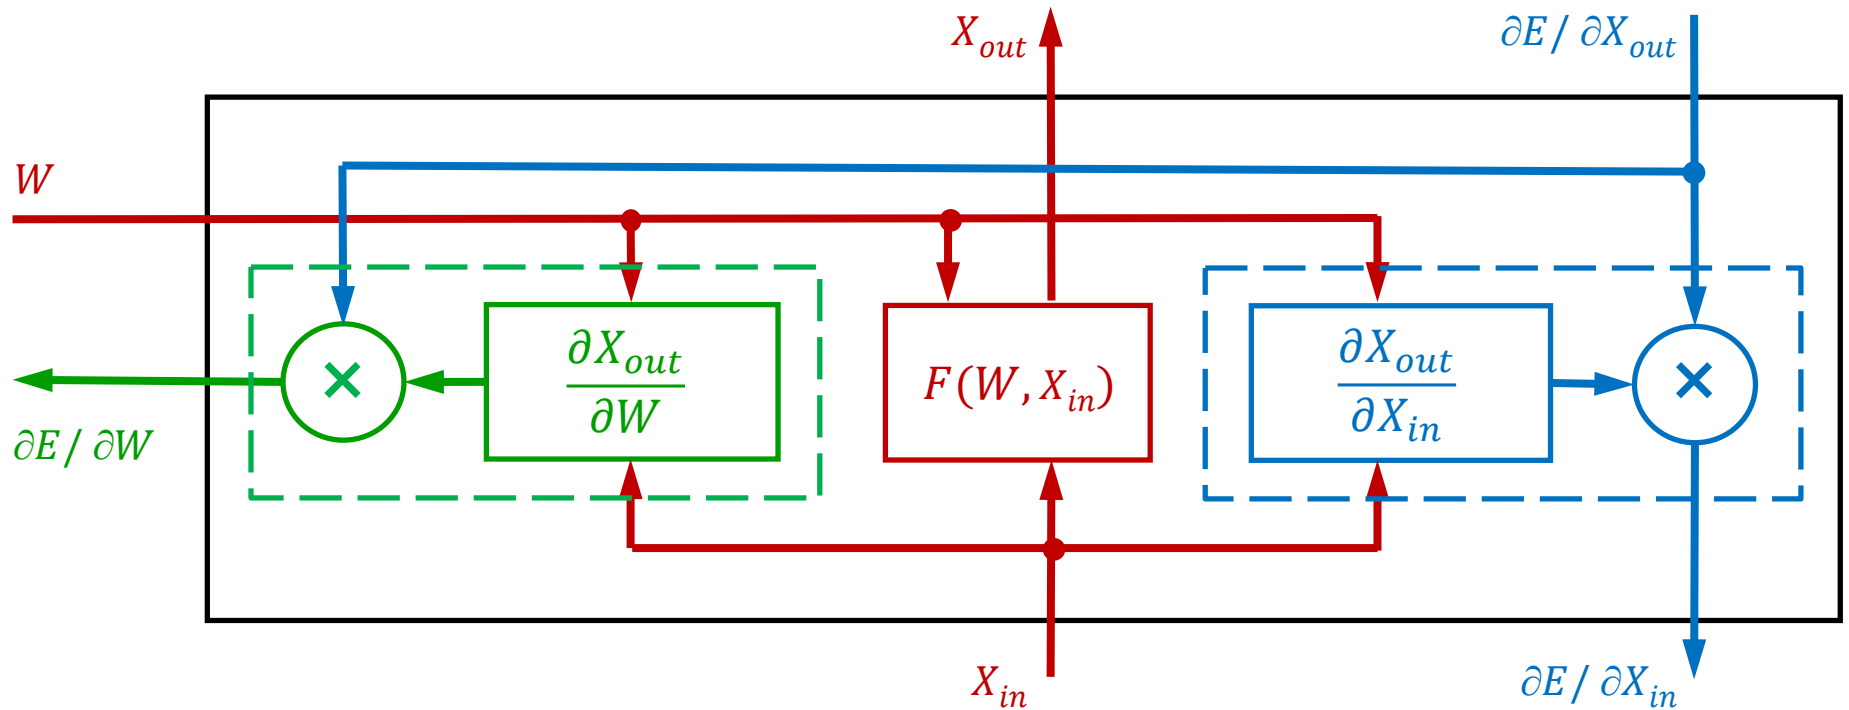 X_out
∂E/ ∂X_out
W
×
∂X_out
∂W
F(W, X_in)
∂X_out
∂X_in
×
∂E/ ∂W
X_in
∂E/ ∂X_in